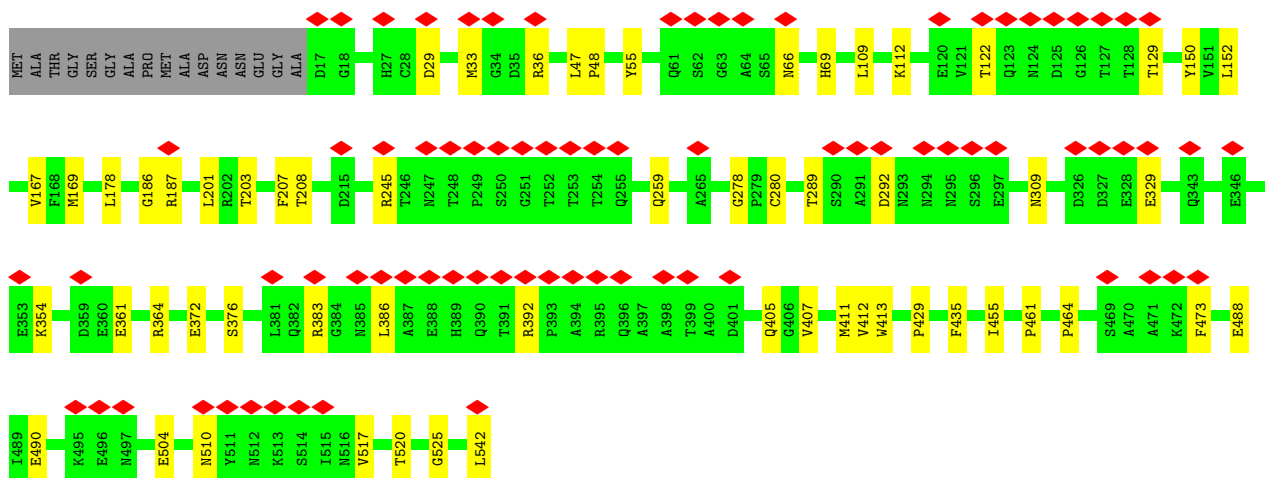 MET ALA THR GLY SER GLY ALA PRO MET ALA ASP ASN ASN GLU GLY ALA D17 G18 H27 C28 D29 M33 G34 D35 R36 L47 P48 Y55 Q61 S62 G63 A64 S65 N66 H69 L109 K112 E120 V121 T122 Q123 N124 D125 G126 T127 T128 T129 Y150 V151 L152
V167 F168 M169 L178 G186 R187 L201 R202 T203 F207 T208 D215 R245 T246 N247 T248 P249 S250 G251 T252 T253 T254 Q255 Q259 A265 G278 P279 C280 T289 S290 A291 D292 N293 N294 N295 S296 E297 N309 D326 D327 E328 E329 Q343 E346
E353 K354 D359 E360 E361 R364 E372 S376 L381 Q382 R383 G384 N385 L386 A387 E388 H389 Q390 T391 R392 P393 A394 R395 Q396 A397 A398 T399 A400 D401 Q405 G406 V407 M411 V412 W413 P429 F435 I455 P461 P464 S469 A470 A471 K472 F473 E488
I489 E490 K495 E496 N497 E504 N510 Y511 N512 K513 S514 I515 N516 V517 T520 G525 L542